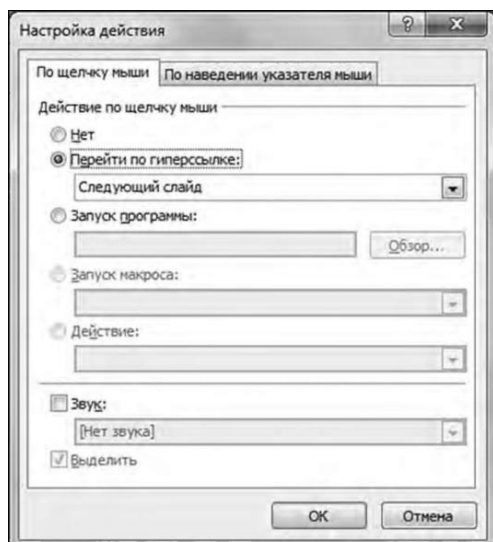 Настройка действия
По щелчку мыши
По наведении указателя мыши
Действие по щелчку мыши
Нет
Перейти по гиперссылке:
Следующий слайд
Запуск программы:
Обзор...
Запуск макроса:
Действие:
Звук:
[Нет звука]
Выделить
ОК
Отмена